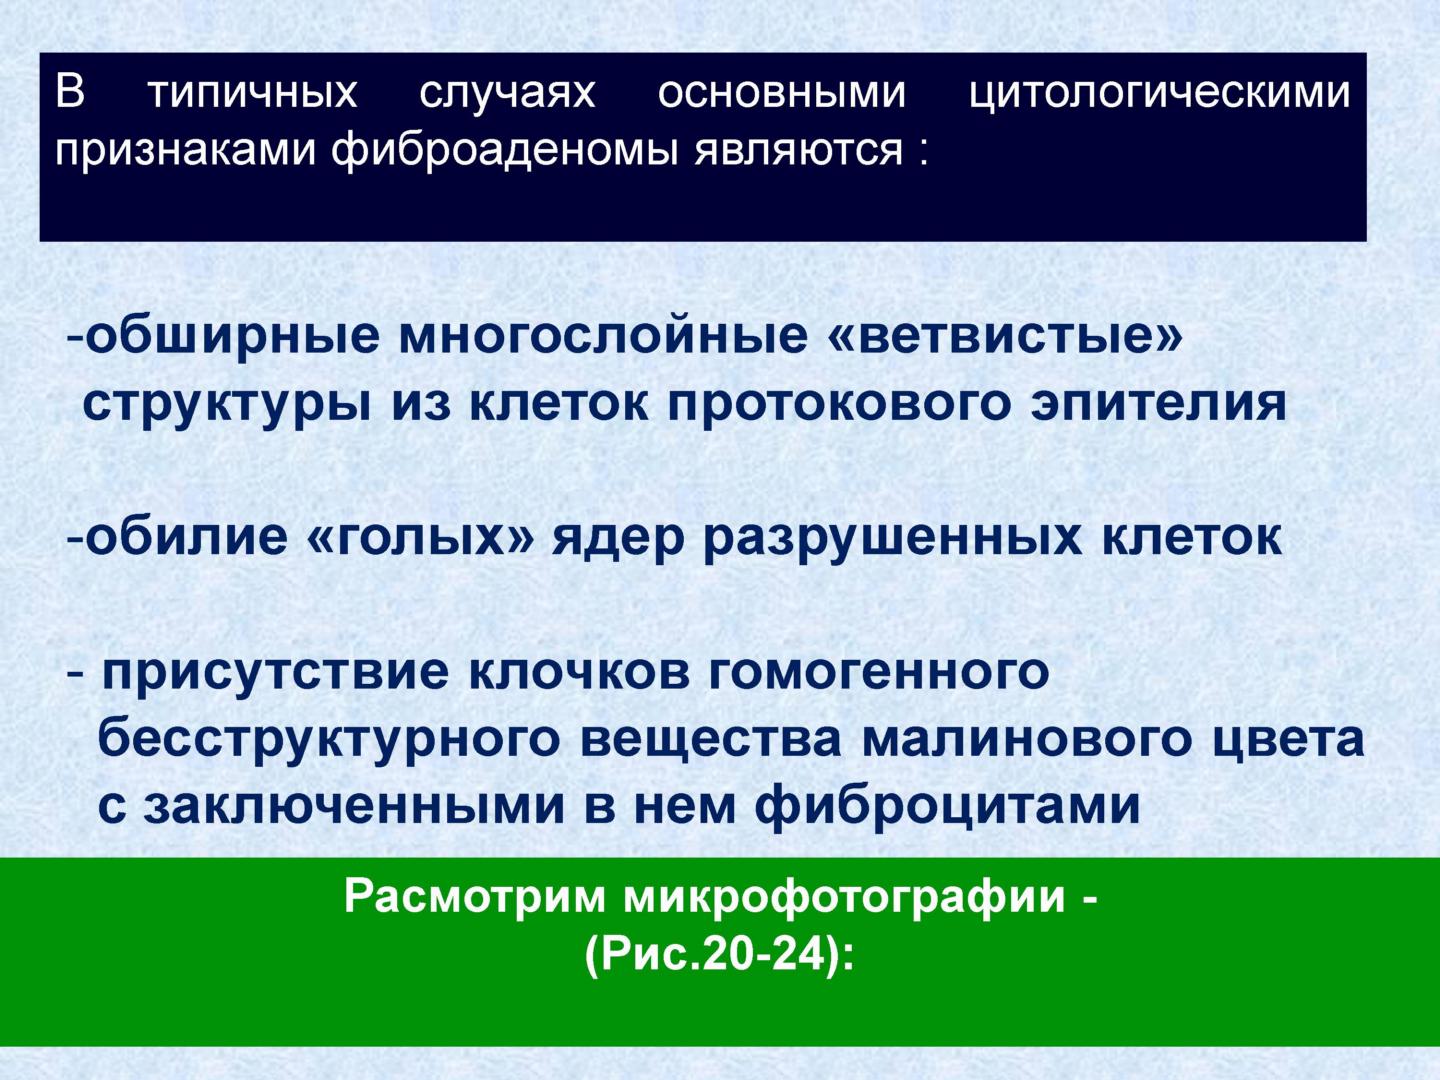 В типичных случаях основными цитологическими
признаками фиброаденомы являются :
-обширные многослойные «ветвистые»
структуры из клеток протокового эпителия
-обилие «голых» ядер разрушенных клеток
- присутствие клочков гомогенного
бесструктурного вещества малинового цвета
с заключенными в нем фиброцитами
Расмотрим микрофотографии -
(Рис.20-24):